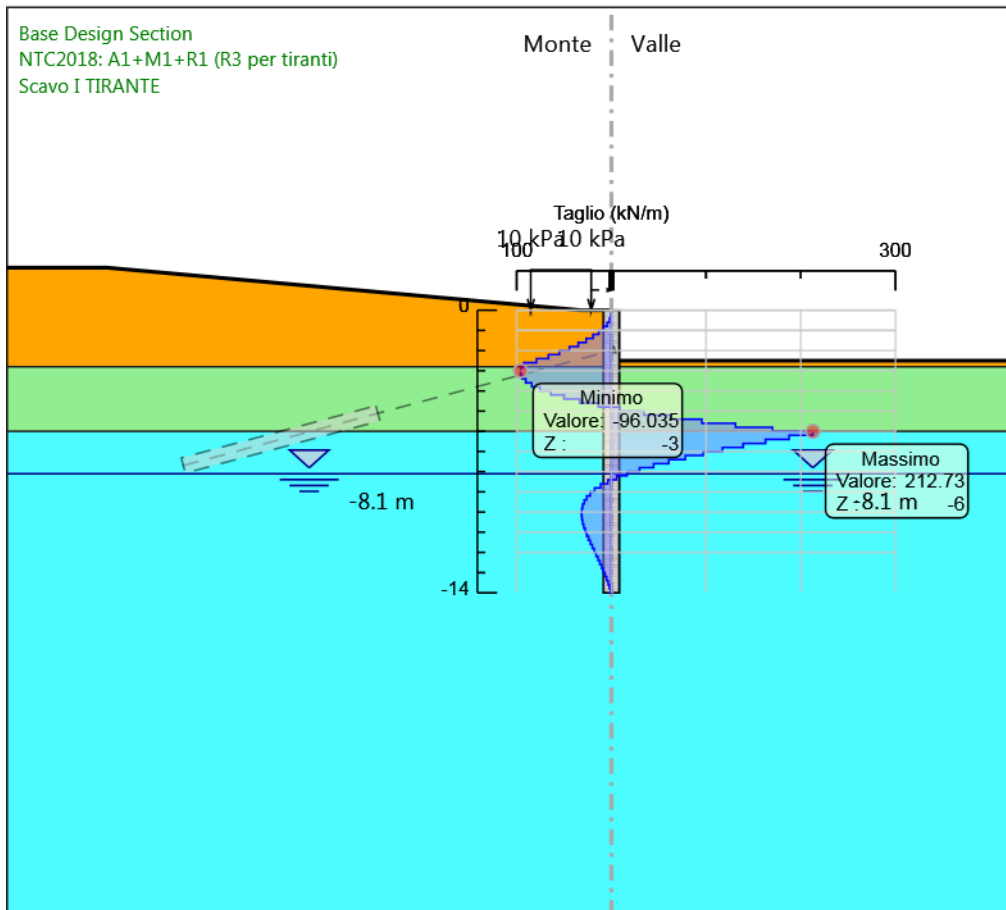 Base Design Section
NTC2018: A1+M1+R1 (R3 per tiranti)
Scavo I TIRANTE
Monte
Valle
Taglio (kN/m)
10 kPa
10 kPa
100
300
0
Minimo
Valore: -96.035
Z : -3
Massimo
Valore: 212.73
Z : -6
-8.1 m
-8.1 m
-14